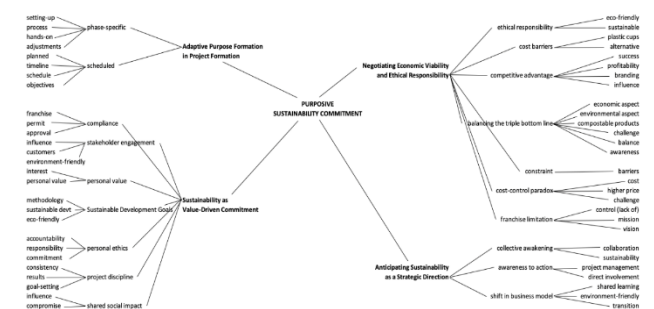 PURPOSIVE
SUSTAINABILITY COMMITMENT
Adaptive Purpose Formation
in Project Formation
phase-specific
setting-up
process
hands-on
adjustments
scheduled
planned
timeline
schedule
objectives
Sustainability as
Value-Driven Commitment
compliance
franchise
permit
approval
stakeholder engagement
influence
customers
environment-friendly
personal value
interest
personal value
Sustainable Development Goals
methodology
sustainable devt
eco-friendly
personal ethics
accountability
responsibility
commitment
project discipline
consistency
results
goal-setting
shared social impact
influence
compromise
Negotiating Economic Viability
and Ethical Responsibility
ethical responsibility
eco-friendly
sustainable
cost barriers
plastic cups
alternative
competitive advantage
success
profitability
branding
influence
balancing the triple bottom line
economic aspect
environmental aspect
compostable products
challenge
balance
awareness
constraint
barriers
cost-control paradox
cost
higher price
challenge
franchise limitation
control (lack of)
mission
vision
Anticipating Sustainability
as a Strategic Direction
collective awakening
collaboration
sustainability
awareness to action
project management
direct involvement
shift in business model
shared learning
environment-friendly
transition